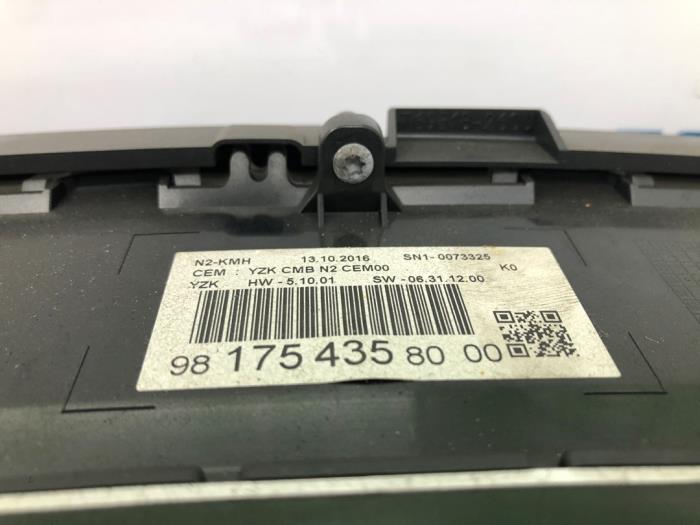 N2-KMH 13.10.2016 SN1-0073325
CEM : YZK CMB N2 CEM00 K0
YZK HW-5.10.01 SW-06.31.12.00
98 175 435 80 00